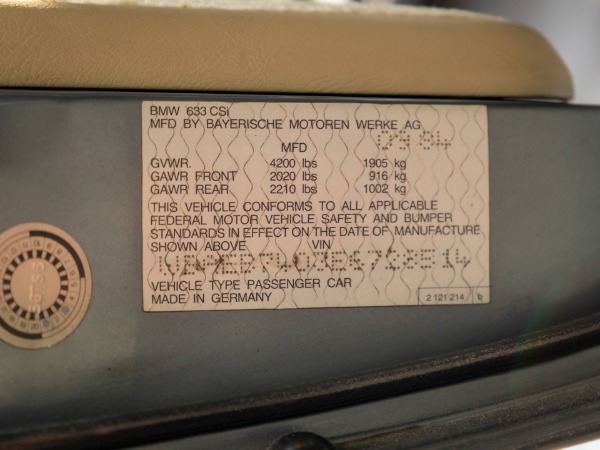 BMW 633 CSi
MFD BY BAYERISCHE MOTOREN WERKE AG
MFD 09 84
GVWR. 4200 lbs 1905 kg
GAWR FRONT 2020 lbs 916 kg
GAWR REAR 2210 lbs 1002 kg
THIS VEHICLE CONFORMS TO ALL APPLICABLE
FEDERAL MOTOR VEHICLE SAFETY AND BUMPER
STANDARDS IN EFFECT ON THE DATE OF MANUFACTURE
SHOWN ABOVE VIN
VEHICLE TYPE PASSENGER CAR
MADE IN GERMANY
2 121 214 b